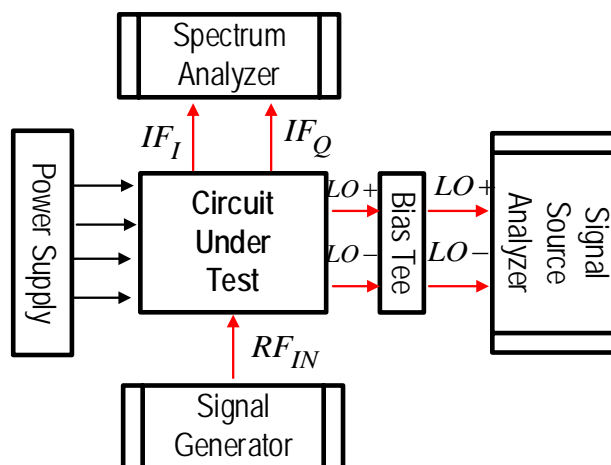 Spectrum
Analyzer
IF_I
IF_Q
Power Supply
Circuit
Under
Test
LO+
LO−
Bias Tee
LO+
LO−
Signal
Source
Analyzer
RF_IN
Signal
Generator